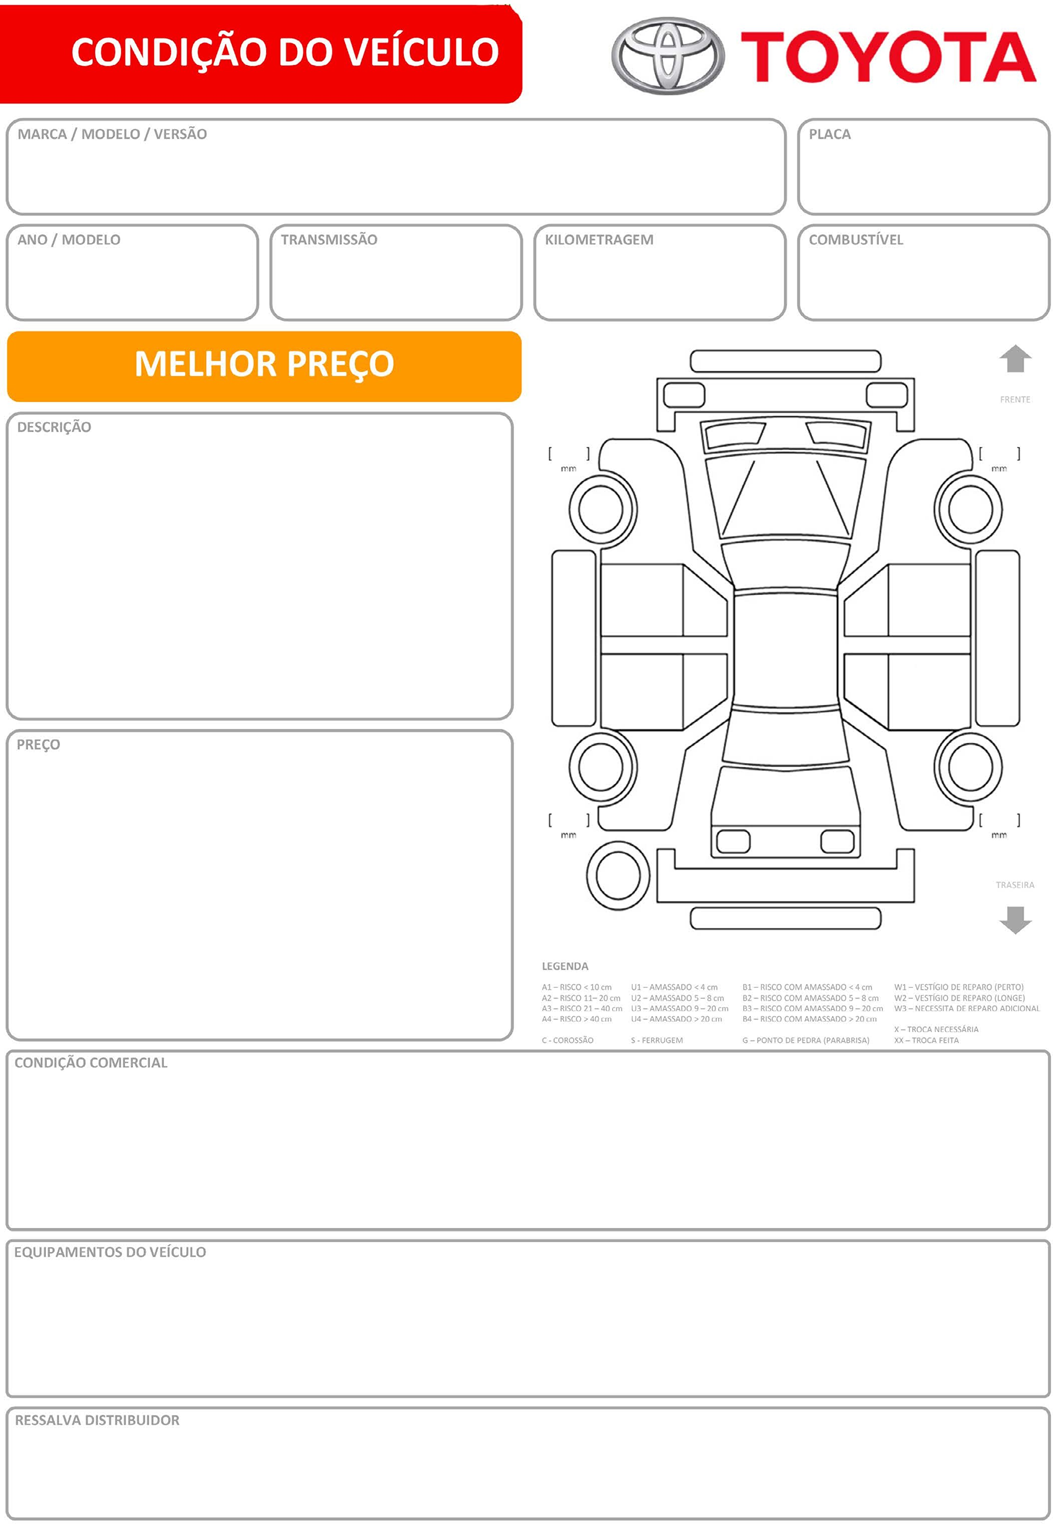 CONDIÇÃO DO VEÍCULO
TOYOTA
MARCA / MODELO / VERSÃO
PLACA
ANO / MODELO
TRANSMISSÃO
KILOMETRAGEM
COMBUSTÍVEL
MELHOR PREÇO
FRENTE
DESCRIÇÃO
[ ]
mm
[ ]
mm
PREÇO
[ ]
mm
[ ]
mm
TRASEIRA
LEGENDA
A1 – RISCO < 10 cm U1 – AMASSADO < 4 cm B1 – RISCO COM AMASSADO < 4 cm W1 – VESTÍGIO DE REPARO (PERTO)
A2 – RISCO 11– 20 cm U2 – AMASSADO 5 – 8 cm B2 – RISCO COM AMASSADO 5 – 8 cm W2 – VESTÍGIO DE REPARO (LONGE)
A3 – RISCO 21 – 40 cm U3 – AMASSADO 9 – 20 cm B3 – RISCO COM AMASSADO 9 – 20 cm W3 – NECESSITA DE REPARO ADICIONAL
A4 – RISCO > 40 cm U4 – AMASSADO > 20 cm B4 – RISCO COM AMASSADO > 20 cm
X – TROCA NECESSÁRIA
C - COROSSÃO S - FERRUGEM G – PONTO DE PEDRA (PARABRISA) XX – TROCA FEITA
CONDIÇÃO COMERCIAL
EQUIPAMENTOS DO VEÍCULO
RESSALVA DISTRIBUIDOR